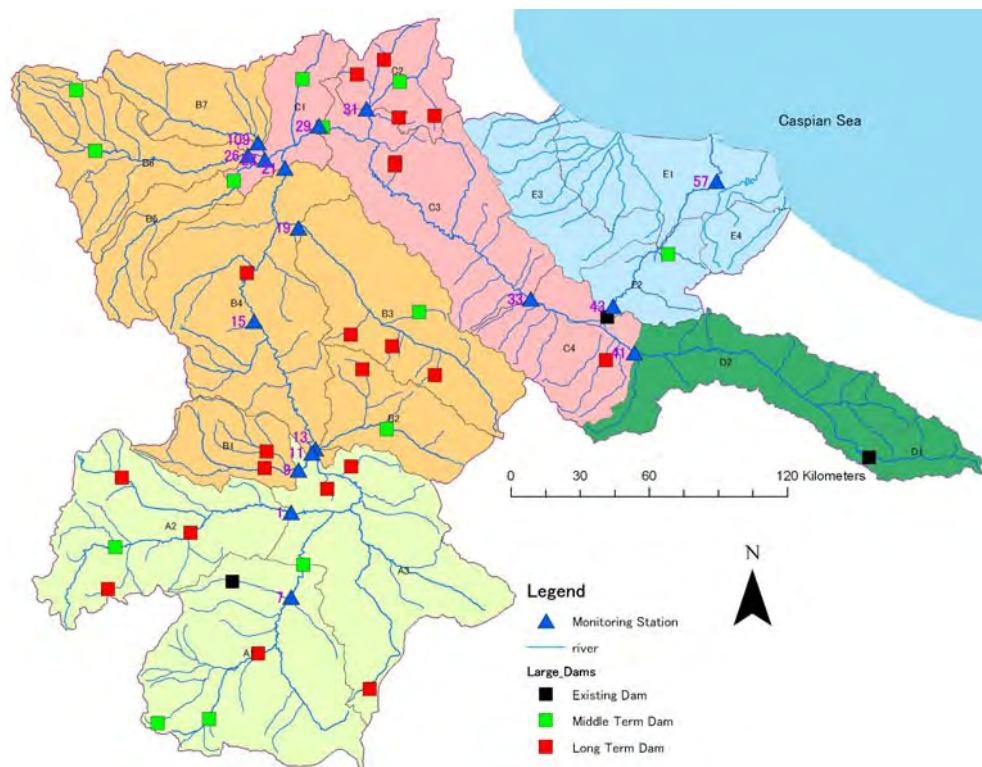 C2
B7
C1
31
Caspian Sea
29
109
26
B6
21
E1
57
E3
B5
C3
E4
19
E2
B4
33
43
15
B3
C4
41
D2
B2
13
B1
11
9
D1
0 30 60 120 Kilometers
1
A2
N
A3
7
Legend
Monitoring Station
river
Large_Dams
Existing Dam
Middle Term Dam
Long Term Dam